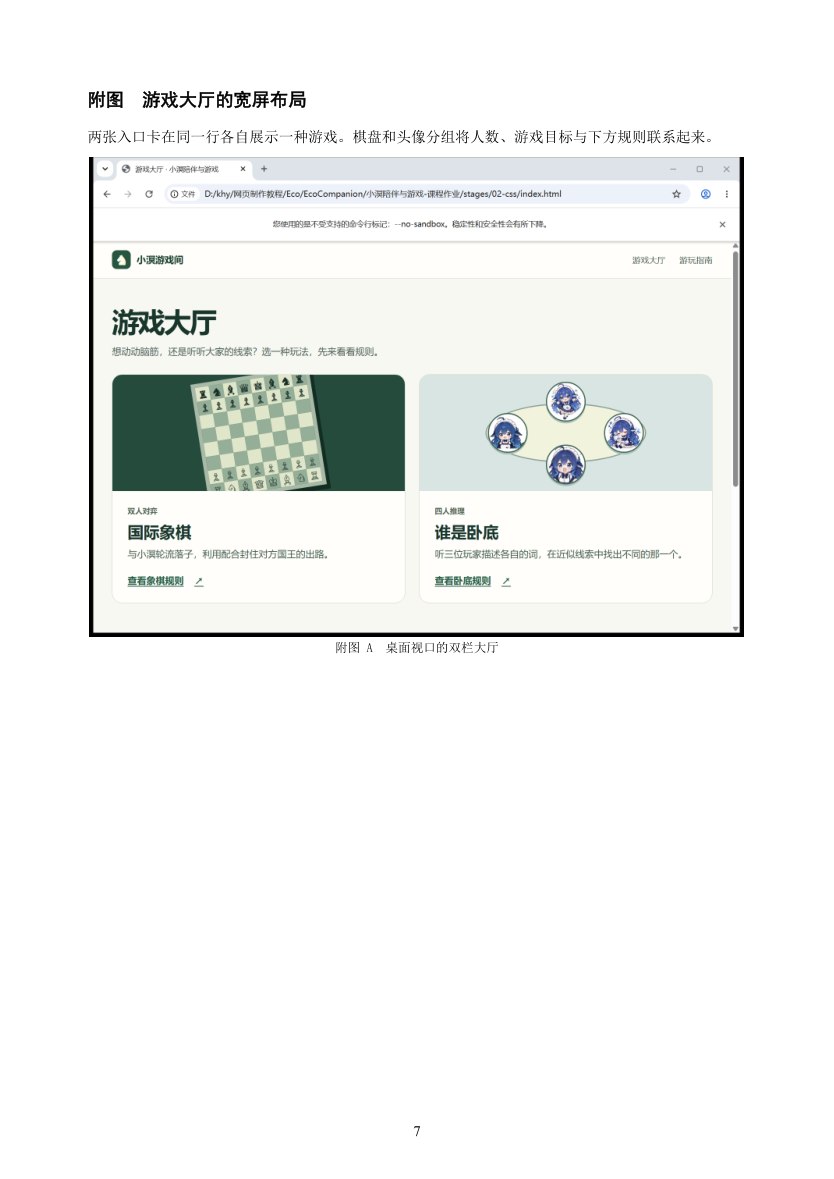 附图　游戏大厅的宽屏布局
两张入口卡在同一行各自展示一种游戏。棋盘和头像分组将人数、游戏目标与下方规则联系起来。
游戏大厅 · 小溟陪伴与游戏
文件 D:/khy/网页制作教程/Eco/EcoCompanion/小溟陪伴与游戏-课程作业/stages/02-css/index.html
您使用的是不受支持的命令行标记：--no-sandbox。稳定性和安全性会有所下降。
小溟游戏间 游戏大厅 游玩指南
游戏大厅
想动动脑筋，还是听听大家的线索？选一种玩法，先来看看规则。
双人对弈
国际象棋
与小溟轮流落子，利用配合封住对方国王的出路。
查看象棋规则 ↗
四人推理
谁是卧底
听三位玩家描述各自的词，在近似线索中找出不同的那一个。
查看卧底规则 ↗
附图 A　桌面视口的双栏大厅
7